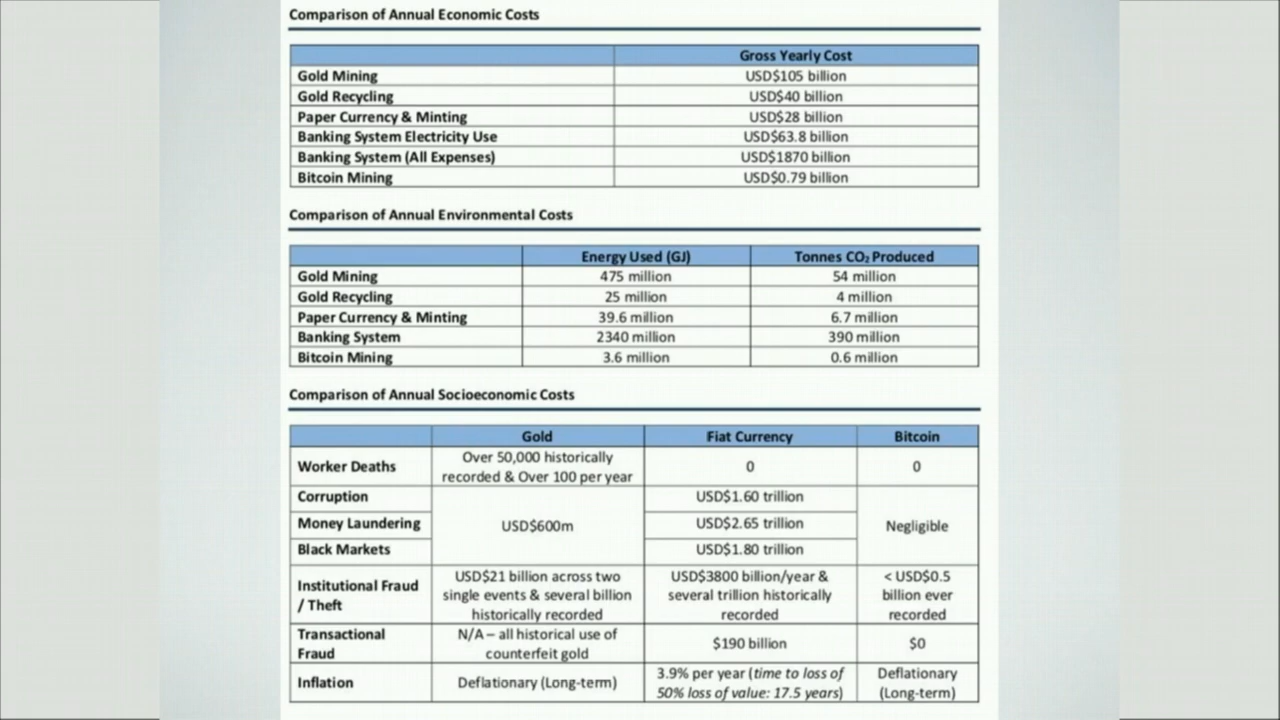 Comparison of Annual Economic Costs
Gross Yearly Cost
Gold Mining USD$105 billion
Gold Recycling USD$40 billion
Paper Currency & Minting USD$28 billion
Banking System Electricity Use USD$63.8 billion
Banking System (All Expenses) USD$1870 billion
Bitcoin Mining USD$0.79 billion
Comparison of Annual Environmental Costs
Energy Used (GJ) Tonnes CO₂ Produced
Gold Mining 475 million 54 million
Gold Recycling 25 million 4 million
Paper Currency & Minting 39.6 million 6.7 million
Banking System 2340 million 390 million
Bitcoin Mining 3.6 million 0.6 million
Comparison of Annual Socioeconomic Costs
Gold Fiat Currency Bitcoin
Worker Deaths
Over 50,000 historically
recorded & Over 100 per year
0
0
Corruption
Money Laundering
Black Markets
USD$600m
USD$1.60 trillion
USD$2.65 trillion
USD$1.80 trillion
Negligible
Institutional Fraud
/ Theft
USD$21 billion across two
single events & several billion
historically recorded
USD$3800 billion/year &
several trillion historically
recorded
< USD$0.5
billion ever
recorded
Transactional
Fraud
N/A – all historical use of
counterfeit gold
$190 billion
$0
Inflation
Deflationary (Long-term)
3.9% per year (time to loss of
50% loss of value: 17.5 years)
Deflationary
(Long-term)